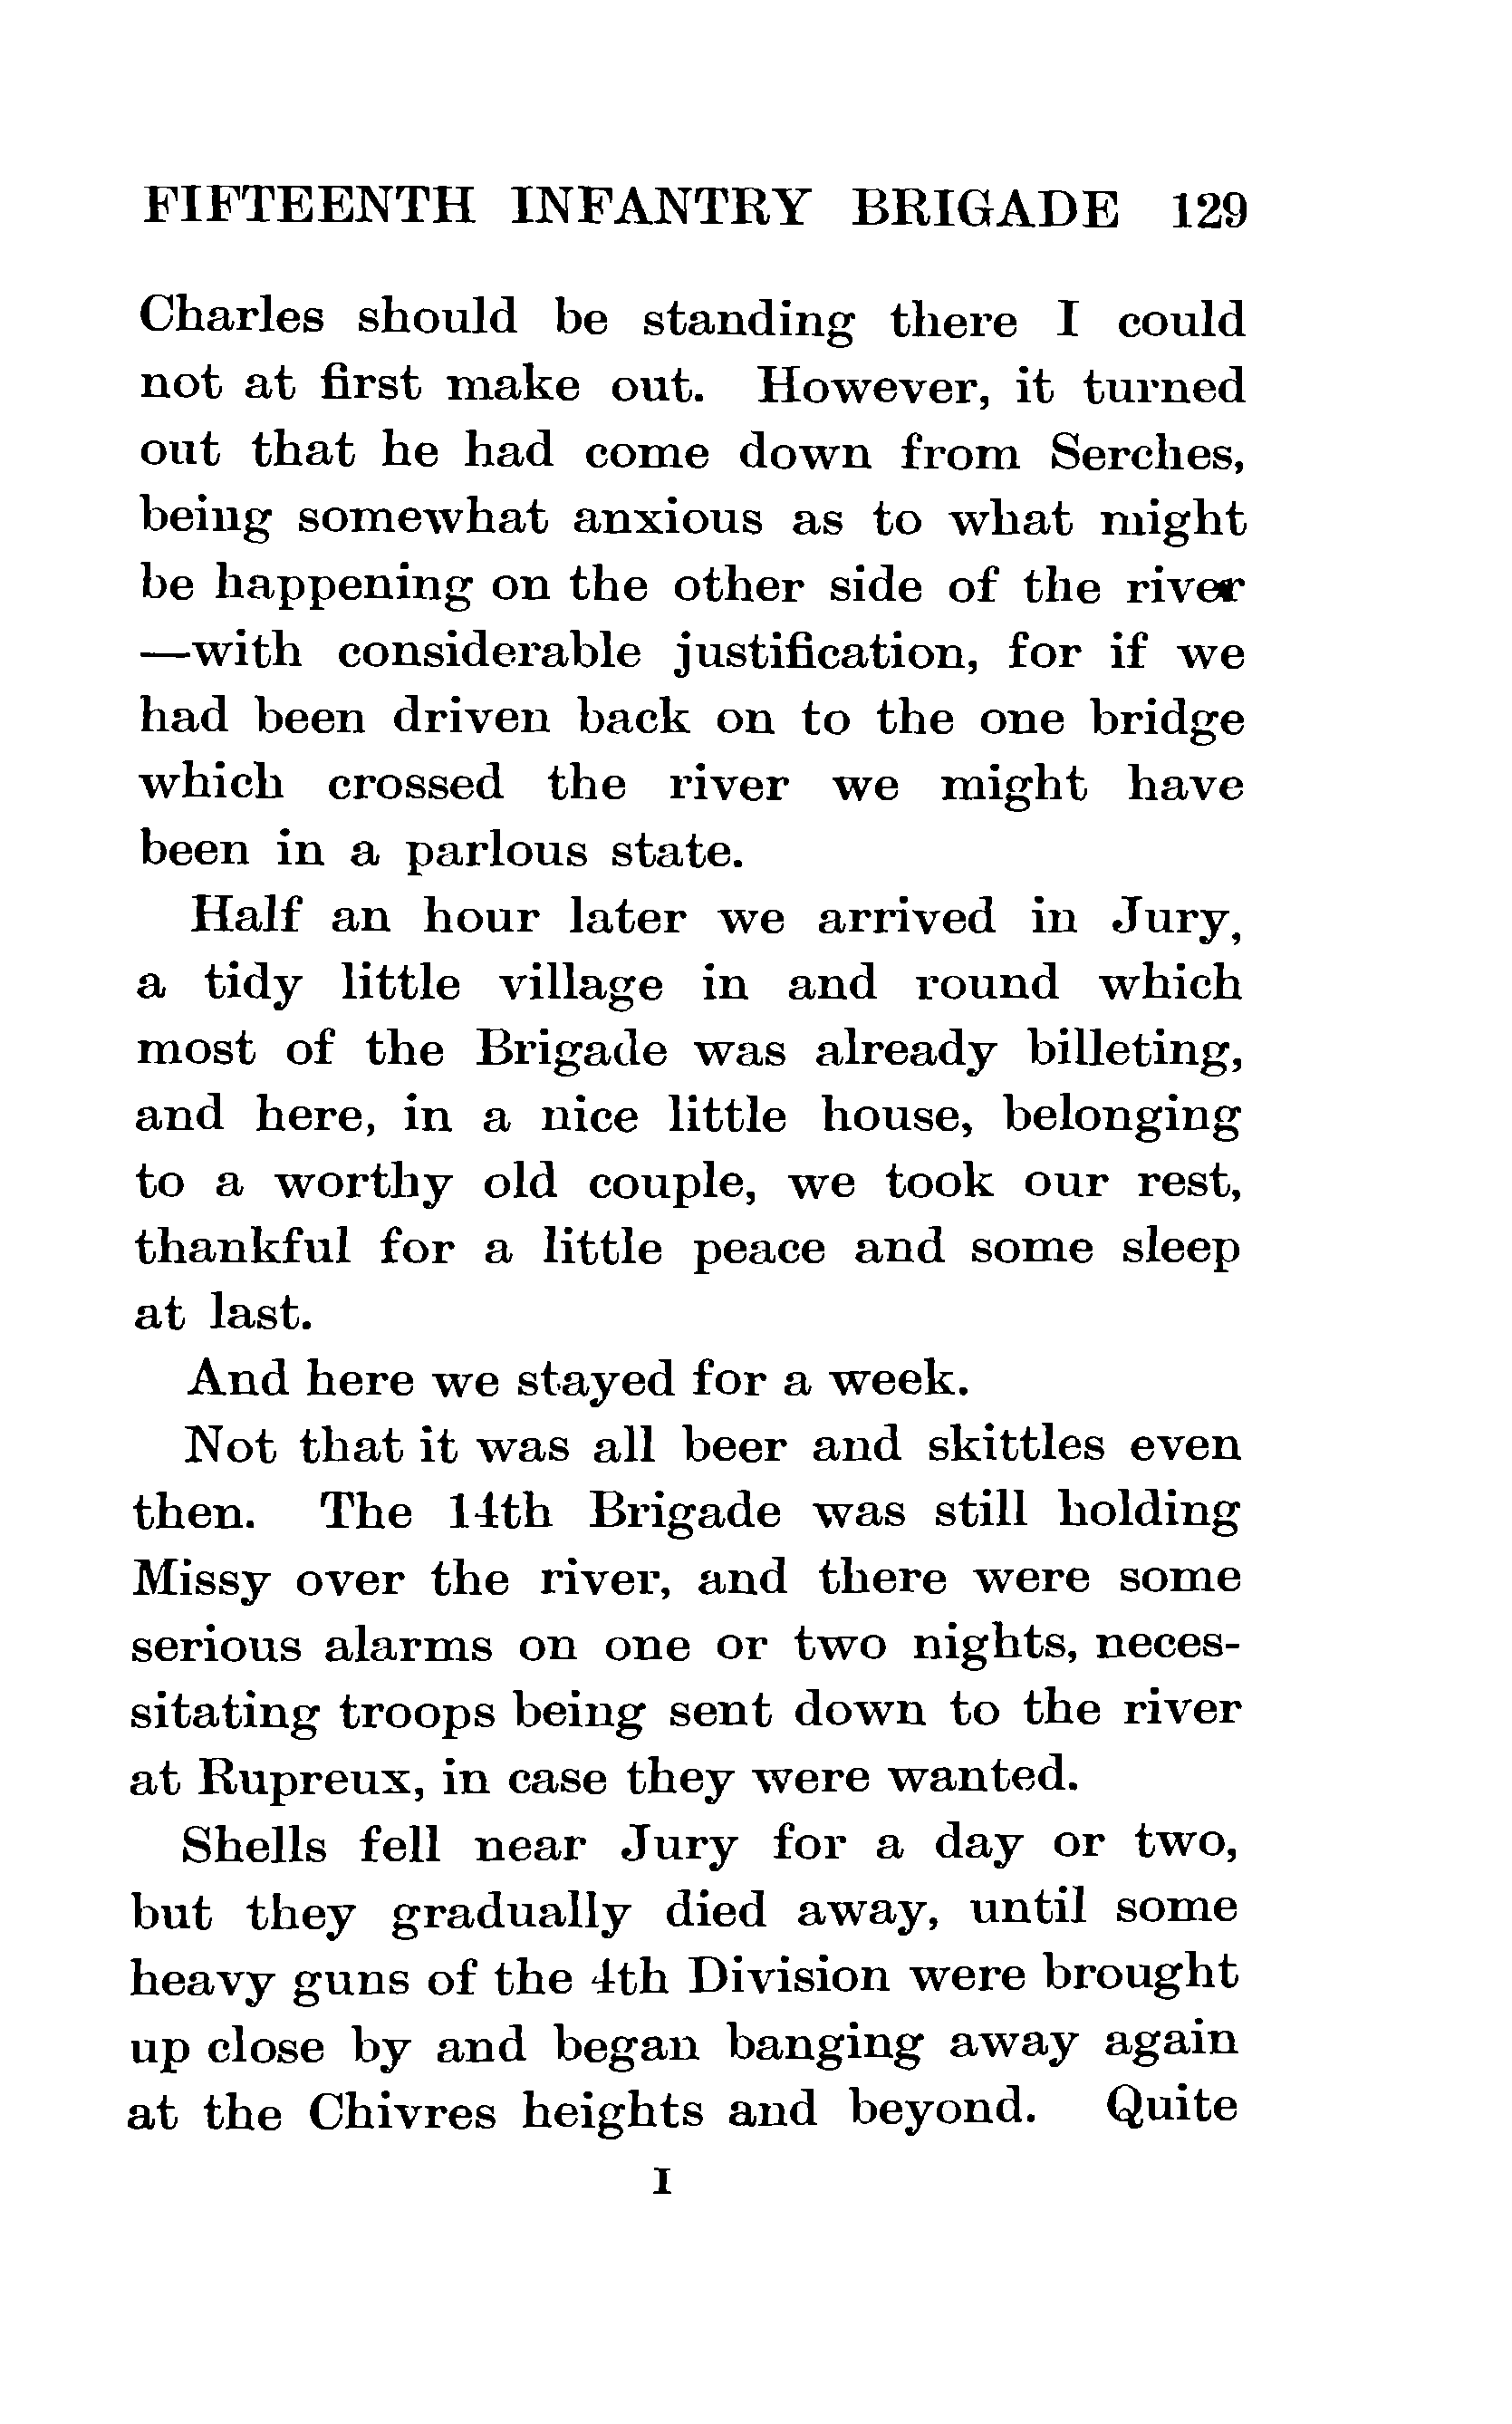 FIFTEENTH INFANTRY BRIGADE 129
Charles should be standing there I could
not at first make out. However, it turned
out that he had come down from Serches,
being somewhat anxious as to what might
be happening on the other side of the river
—with considerable justification, for if we
had been driven back on to the one bridge
which crossed the river we might have
been in a parlous state.
Half an hour later we arrived in Jury,
a tidy little village in and round which
most of the Brigade was already billeting,
and here, in a nice little house, belonging
to a worthy old couple, we took our rest,
thankful for a little peace and some sleep
at last.
And here we stayed for a week.
Not that it was all beer and skittles even
then. The 14th Brigade was still holding
Missy over the river, and there were some
serious alarms on one or two nights, neces-
sitating troops being sent down to the river
at Rupreux, in case they were wanted.
Shells fell near Jury for a day or two,
but they gradually died away, until some
heavy guns of the 4th Division were brought
up close by and began banging away again
at the Chivres heights and beyond. Quite
I